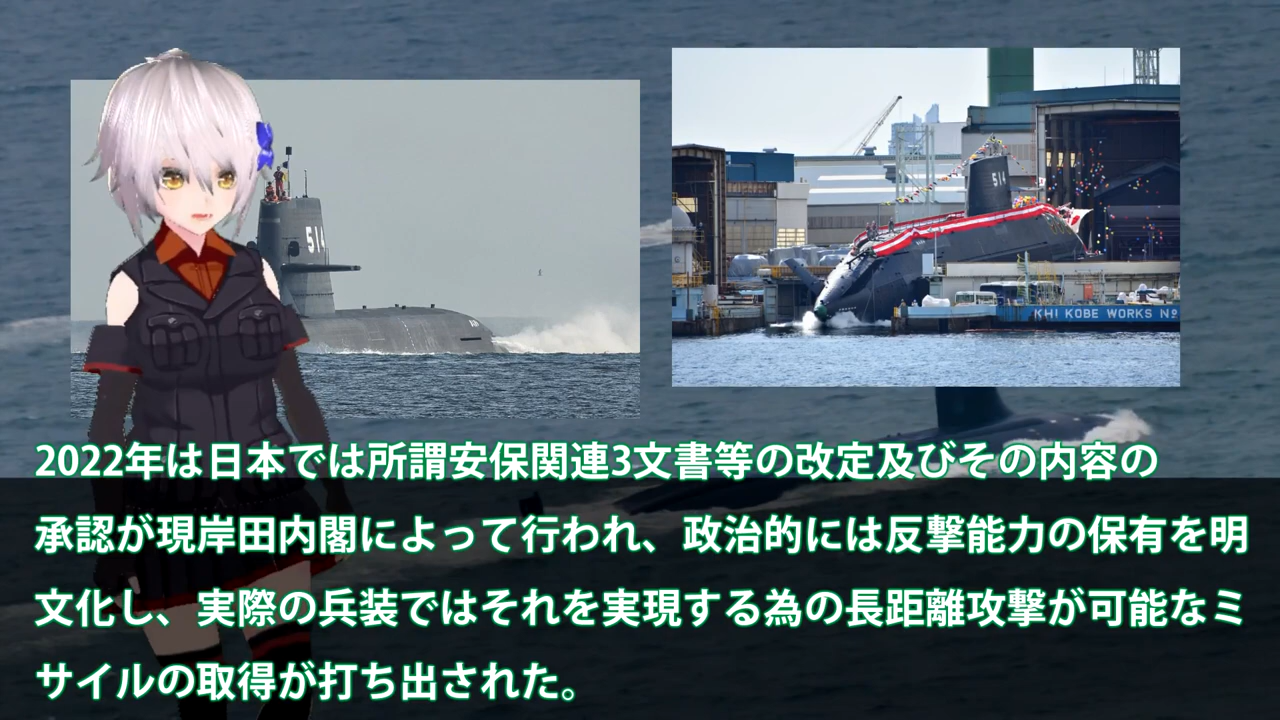 514
514
KHI KOBE WORKS No
2022年は日本では所謂安保関連3文書等の改定及びその内容の
承認が現岸田内閣によって行われ、政治的には反撃能力の保有を明
文化し、実際の兵装ではそれを実現する為の長距離攻撃が可能なミ
サイルの取得が打ち出された。